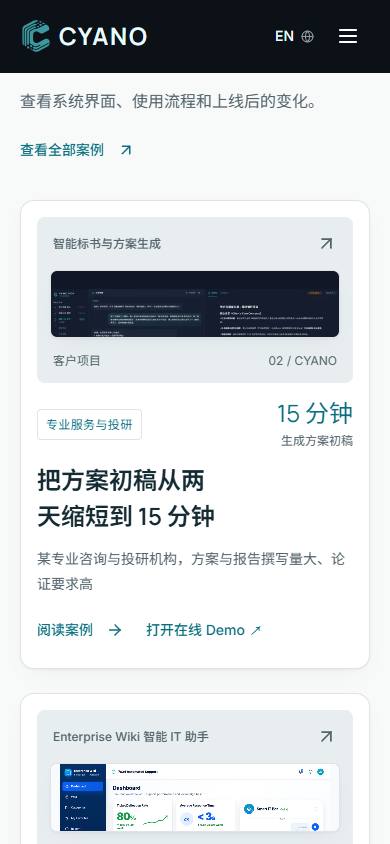 CYANO
EN
查看系统界面、使用流程和上线后的变化。
查看全部案例
智能标书与方案生成
客户项目
02 / CYANO
专业服务与投研
15 分钟
生成方案初稿
把方案初稿从两
天缩短到 15 分钟
某专业咨询与投研机构，方案与报告撰写量大、论
证要求高
阅读案例
打开在线 Demo ↗
Enterprise Wiki 智能 IT 助手
Dashboard
80%
< 3s